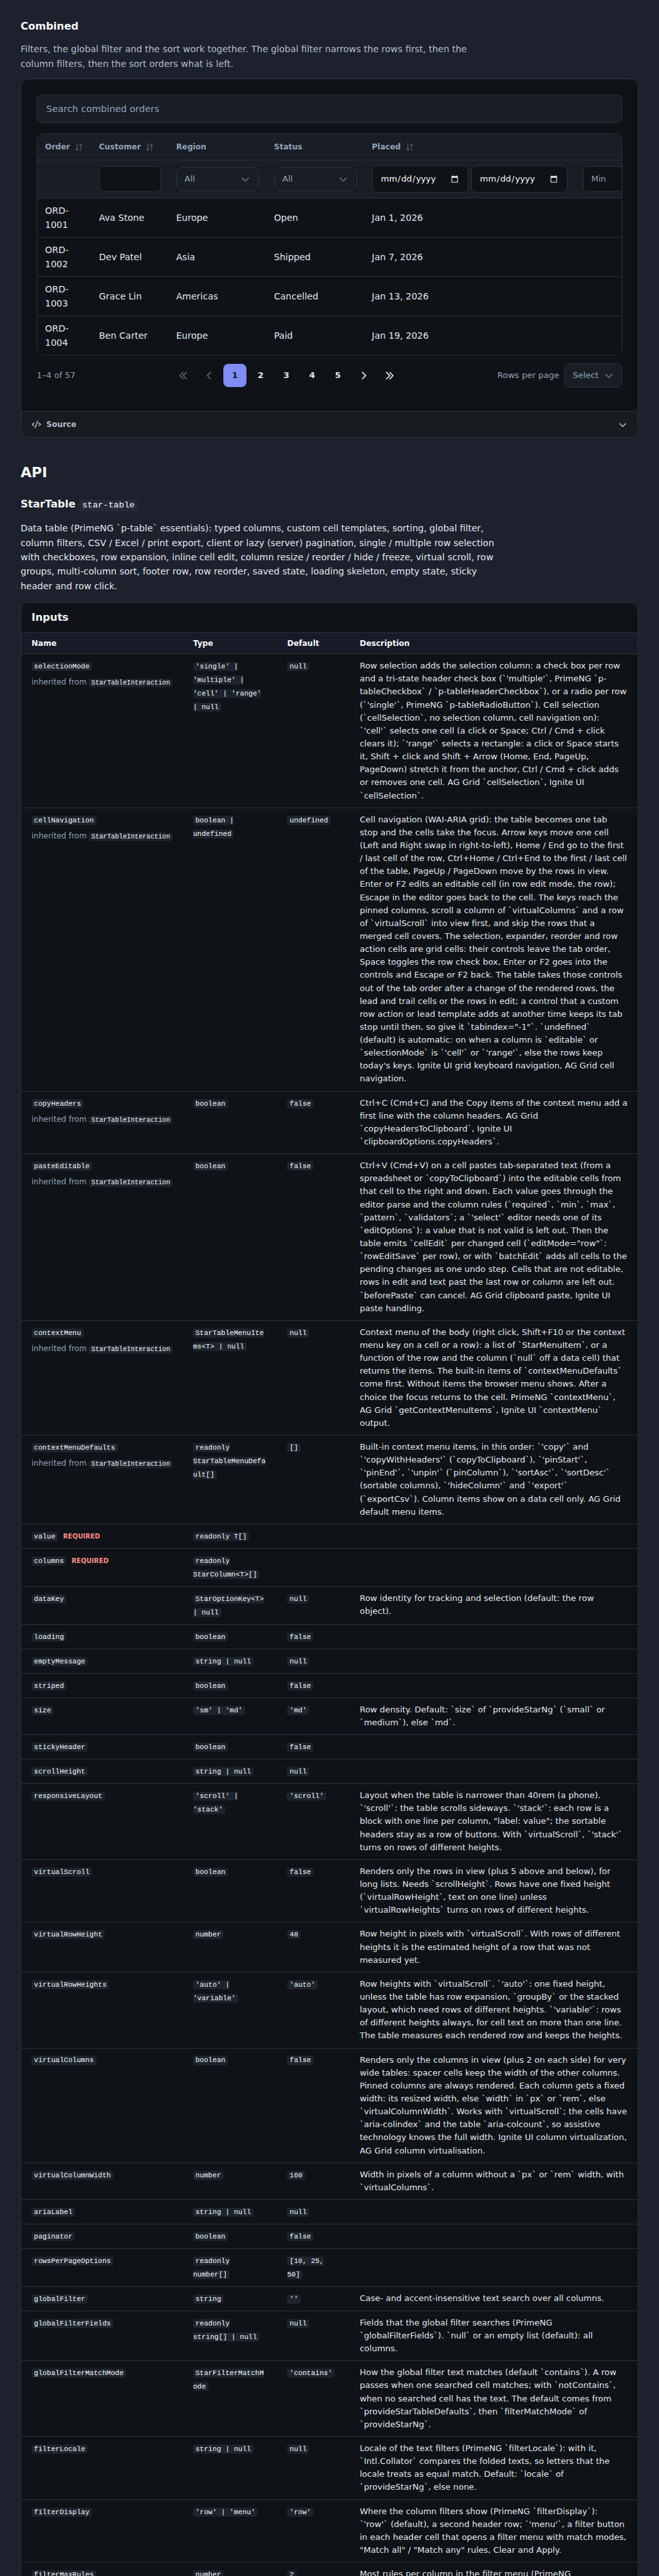 Combined
Filters, the global filter and the sort work together. The global filter narrows the rows first, then the
column filters, then the sort orders what is left.
Search combined orders
Order Customer Region Status Placed
All All mm/dd/yyyy mm/dd/yyyy Min
ORD-
1001 Ava Stone Europe Open Jan 1, 2026
ORD-
1002 Dev Patel Asia Shipped Jan 7, 2026
ORD-
1003 Grace Lin Americas Cancelled Jan 13, 2026
ORD-
1004 Ben Carter Europe Paid Jan 19, 2026
1–4 of 57 1 2 3 4 5 Rows per page Select
Source
API
StarTable star-table
Data table (PrimeNG `p-table` essentials): typed columns, custom cell templates, sorting, global filter,
column filters, CSV / Excel / print export, client or lazy (server) pagination, single / multiple row selection
with checkboxes, row expansion, inline cell edit, column resize / reorder / hide / freeze, virtual scroll, row
groups, multi-column sort, footer row, row reorder, saved state, loading skeleton, empty state, sticky
header and row click.
Inputs
Name Type Default Description
selectionMode
inherited from StarTableInteraction
'single' |
'multiple' |
'cell' | 'range'
| null
null
Row selection adds the selection column: a check box per row
and a tri-state header check box (`'multiple'`, PrimeNG `p-
tableCheckbox` / `p-tableHeaderCheckbox`), or a radio per row
(`'single'`, PrimeNG `p-tableRadioButton`). Cell selection
(`cellSelection`, no selection column, cell navigation on):
`'cell'` selects one cell (a click or Space; Ctrl / Cmd + click
clears it); `'range'` selects a rectangle: a click or Space starts
it, Shift + click and Shift + Arrow (Home, End, PageUp,
PageDown) stretch it from the anchor, Ctrl / Cmd + click adds
or removes one cell. AG Grid `cellSelection`, Ignite UI
`cellSelection`.
cellNavigation
inherited from StarTableInteraction
boolean |
undefined
undefined
Cell navigation (WAI-ARIA grid): the table becomes one tab
stop and the cells take the focus. Arrow keys move one cell
(Left and Right swap in right-to-left), Home / End go to the first
/ last cell of the row, Ctrl+Home / Ctrl+End to the first / last cell
of the table, PageUp / PageDown move by the rows in view.
Enter or F2 edits an editable cell (in row edit mode, the row);
Escape in the editor goes back to the cell. The keys reach the
pinned columns, scroll a column of `virtualColumns` and a row
of `virtualScroll` into view first, and skip the rows that a
merged cell covers. The selection, expander, reorder and row
action cells are grid cells: their controls leave the tab order,
Space toggles the row check box, Enter or F2 goes into the
controls and Escape or F2 back. The table takes those controls
out of the tab order after a change of the rendered rows, the
lead and trail cells or the rows in edit; a control that a custom
row action or lead template adds at another time keeps its tab
stop until then, so give it `tabindex="-1"`. `undefined`
(default) is automatic: on when a column is `editable` or
`selectionMode` is `'cell'` or `'range'`, else the rows keep
today's keys. Ignite UI grid keyboard navigation, AG Grid cell
navigation.
copyHeaders
inherited from StarTableInteraction
boolean
false
Ctrl+C (Cmd+C) and the Copy items of the context menu add a
first line with the column headers. AG Grid
`copyHeadersToClipboard`, Ignite UI
`clipboardOptions.copyHeaders`.
pasteEditable
inherited from StarTableInteraction
boolean
false
Ctrl+V (Cmd+V) on a cell pastes tab-separated text (from a
spreadsheet or `copyToClipboard`) into the editable cells from
that cell to the right and down. Each value goes through the
editor parse and the column rules (`required`, `min`, `max`,
`pattern`, `validators`; a `'select'` editor needs one of its
`editOptions`): a value that is not valid is left out. Then the
table emits `cellEdit` per changed cell (`editMode="row"`:
`rowEditSave` per row), or with `batchEdit` adds all cells to the
pending changes as one undo step. Cells that are not editable,
rows in edit and text past the last row or column are left out.
`beforePaste` can cancel. AG Grid clipboard paste, Ignite UI
paste handling.
contextMenu
inherited from StarTableInteraction
StarTableMenuIte
ms<T> | null
null
Context menu of the body (right click, Shift+F10 or the context
menu key on a cell or a row): a list of `StarMenuItem`, or a
function of the row and the column (`null` off a data cell) that
returns the items. The built-in items of `contextMenuDefaults`
come first. Without items the browser menu shows. After a
choice the focus returns to the cell. PrimeNG `contextMenu`,
AG Grid `getContextMenuItems`, Ignite UI `contextMenu`
output.
contextMenuDefaults
inherited from StarTableInteraction
readonly
StarTableMenuDefa
ult[]
[]
Built-in context menu items, in this order: `'copy'` and
`'copyWithHeaders'` (`copyToClipboard`), `'pinStart'`,
`'pinEnd'`, `'unpin'` (`pinColumn`), `'sortAsc'`, `'sortDesc'`
(sortable columns), `'hideColumn'` and `'export'`
(`exportCsv`). Column items show on a data cell only. AG Grid
default menu items.
value REQUIRED readonly T[]
columns REQUIRED readonly
StarColumn<T>[]
dataKey
StarOptionKey<T>
| null
null
Row identity for tracking and selection (default: the row
object).
loading boolean false
emptyMessage string | null null
striped boolean false
size 'sm' | 'md' 'md'
Row density. Default: `size` of `provideStarNg` (`small` or
`medium`), else `md`.
stickyHeader boolean false
scrollHeight string | null null
responsiveLayout
'scroll' |
'stack'
'scroll'
Layout when the table is narrower than 40rem (a phone).
`'scroll'`: the table scrolls sideways. `'stack'`: each row is a
block with one line per column, "label: value"; the sortable
headers stay as a row of buttons. With `virtualScroll`, `'stack'`
turns on rows of different heights.
virtualScroll boolean false
Renders only the rows in view (plus 5 above and below), for
long lists. Needs `scrollHeight`. Rows have one fixed height
(`virtualRowHeight`, text on one line) unless
`virtualRowHeights` turns on rows of different heights.
virtualRowHeight number 48
Row height in pixels with `virtualScroll`. With rows of different
heights it is the estimated height of a row that was not
measured yet.
virtualRowHeights
'auto' |
'variable'
'auto'
Row heights with `virtualScroll`. `'auto'`: one fixed height,
unless the table has row expansion, `groupBy` or the stacked
layout, which need rows of different heights. `'variable'`: rows
of different heights always, for cell text on more than one line.
The table measures each rendered row and keeps the heights.
virtualColumns boolean false
Renders only the columns in view (plus 2 on each side) for very
wide tables: spacer cells keep the width of the other columns.
Pinned columns are always rendered. Each column gets a fixed
width: its resized width, else `width` in `px` or `rem`, else
`virtualColumnWidth`. Works with `virtualScroll`; the cells have
`aria-colindex` and the table `aria-colcount`, so assistive
technology knows the full width. Ignite UI column virtualization,
AG Grid column virtualisation.
virtualColumnWidth number 160
Width in pixels of a column without a `px` or `rem` width, with
`virtualColumns`.
ariaLabel string | null null
paginator boolean false
rowsPerPageOptions
readonly
number[]
[10, 25,
50]
globalFilter string '' Case- and accent-insensitive text search over all columns.
globalFilterFields
readonly
string[] | null
null
Fields that the global filter searches (PrimeNG
`globalFilterFields`). `null` or an empty list (default): all
columns.
globalFilterMatchMode
StarFilterMatchM
ode
'contains'
How the global filter text matches (default `contains`). A row
passes when one searched cell matches; with `notContains`,
when no searched cell has the text. The default comes from
`provideStarTableDefaults`, then `filterMatchMode` of
`provideStarNg`.
filterLocale string | null null
Locale of the text filters (PrimeNG `filterLocale`): with it,
`Intl.Collator` compares the folded texts, so letters that the
locale treats as equal match. Default: `locale` of
`provideStarNg`, else none.
filterDisplay 'row' | 'menu' 'row'
Where the column filters show (PrimeNG `filterDisplay`):
`'row'` (default), a second header row; `'menu'`, a filter button
in each header cell that opens a filter menu with match modes,
"Match all" / "Match any" rules, Clear and Apply.
filterMaxRules number 2 Most rules per column in the filter menu (PrimeNG